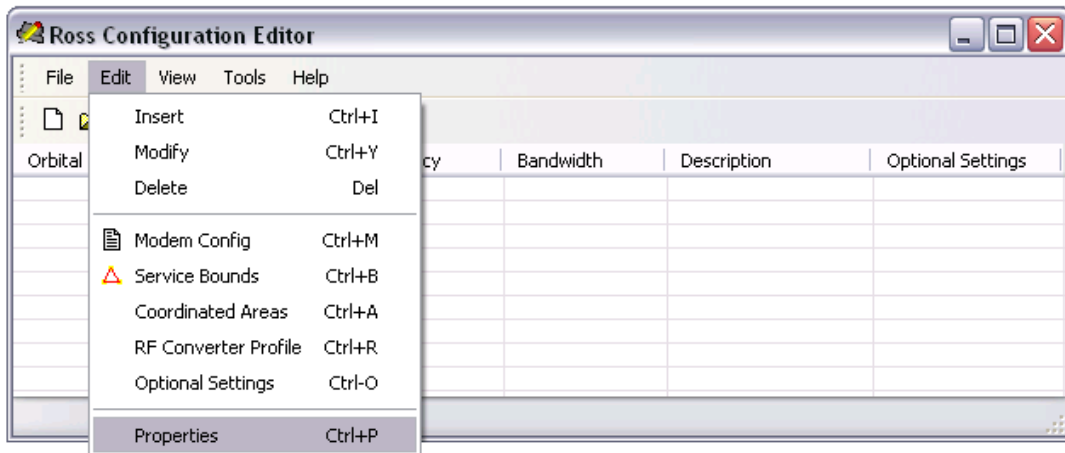 Ross Configuration Editor
File Edit View Tools Help
Insert Ctrl+I
Orbital cy Bandwidth Description Optional Settings
Modify Ctrl+Y
Delete Del
Modem Config Ctrl+M
Service Bounds Ctrl+B
Coordinated Areas Ctrl+A
RF Converter Profile Ctrl+R
Optional Settings Ctrl-O
Properties Ctrl+P